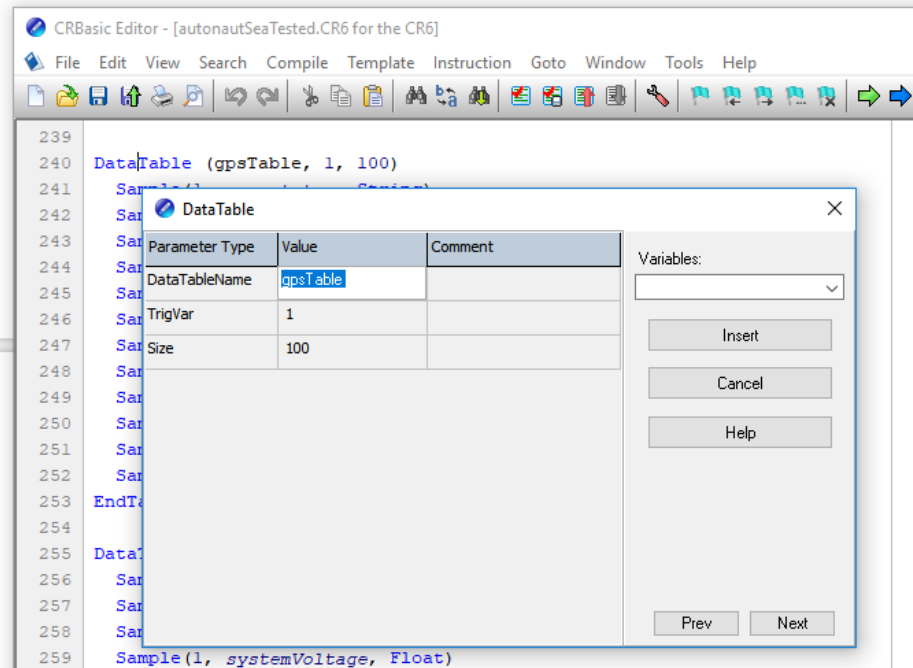 CRBasic Editor - [autonautSeaTested.CR6 for the CR6]
File Edit View Search Compile Template Instruction Goto Window Tools Help
239
240 DataTable (gpsTable, 1, 100)
241
242
243
244
245
246
247
248
249
250
251
252
253
254
255
256
257
258
259 Sample(1, systemVoltage, Float)
DataTable
Parameter Type Value Comment
DataTableName gpsTable
TrigVar 1
Size 100
Variables:
Insert
Cancel
Help
Prev Next